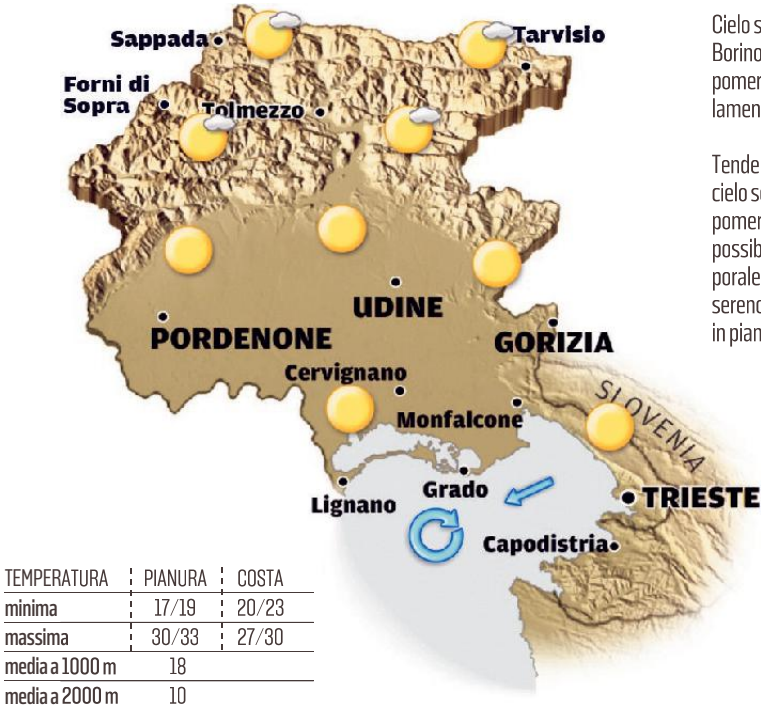 Sappada
Tarvisio
Forni di
Sopra
Tolmezzo
UDINE
PORDENONE
GORIZIA
Cervignano
SLOVENIA
Monfalcone
Grado
Lignano
TRIESTE
Capodistria
Cielo s
Borino
pomer
lamen
Tende
cielo s
pomer
possib
porale
seren
in pian
TEMPERATURA PIANURA COSTA
minima 17/19 20/23
massima 30/33 27/30
media a 1000 m 18
media a 2000 m 10